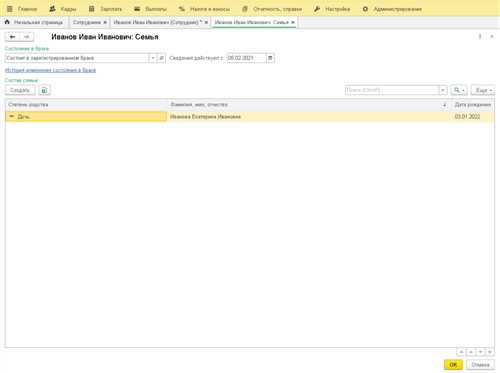 Главное Кадры Зарплата Выплаты Налоги и взносы Отчетность, справки Настройка Администрирование
Начальная страница Сотрудники × Иванов Иван Иванович (Сотрудник) * × Иванов Иван Иванович: Семья ×
Иванов Иван Иванович: Семья
Состояние в браке
Состоит в зарегистрированном браке Сведения действуют с: 06.02.2021
История изменения состояния в браке
Состав семьи
Создать Поиск (Ctrl+F) Еще
Степень родства Фамилия, имя, отчество ↓ Дата рождения
Дочь Иванова Екатерина Ивановна 03.01.2022
ОК Отмена